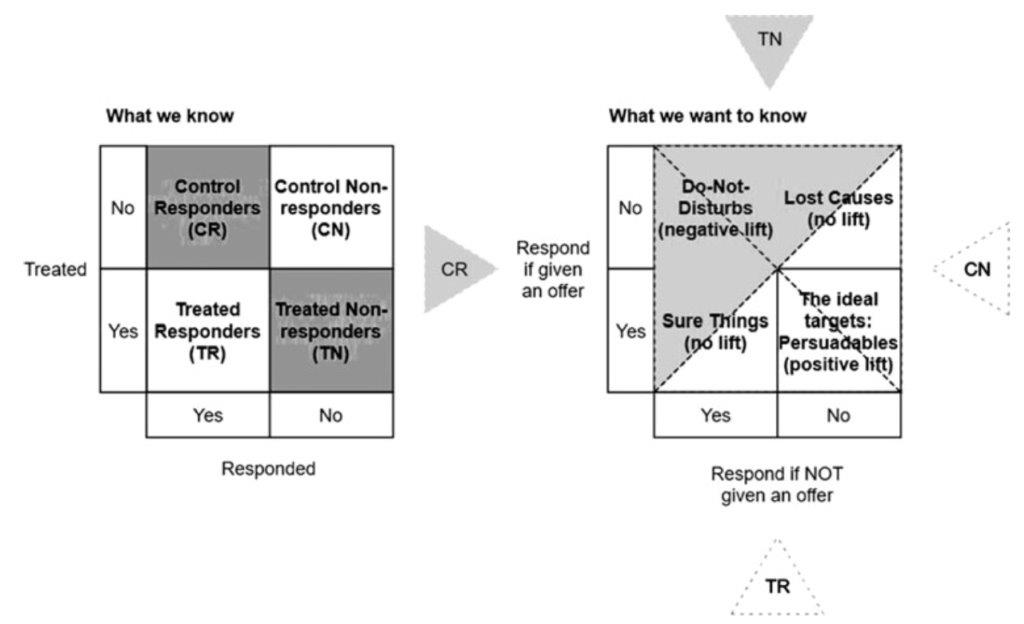 TN
What we know
What we want to know
No
Control
Responders
(CR)
Control Non-
responders
(CN)
Treated
Yes
Treated
Responders
(TR)
Treated Non-
responders
(TN)
Yes
No
Responded
CR
Respond
if given
an offer
No
Do-Not-
Disturbs
(negative lift)
Lost Causes
(no lift)
Yes
Sure Things
(no lift)
The ideal
targets:
Persuadables
(positive lift)
Yes
No
Respond if NOT
given an offer
CN
TR